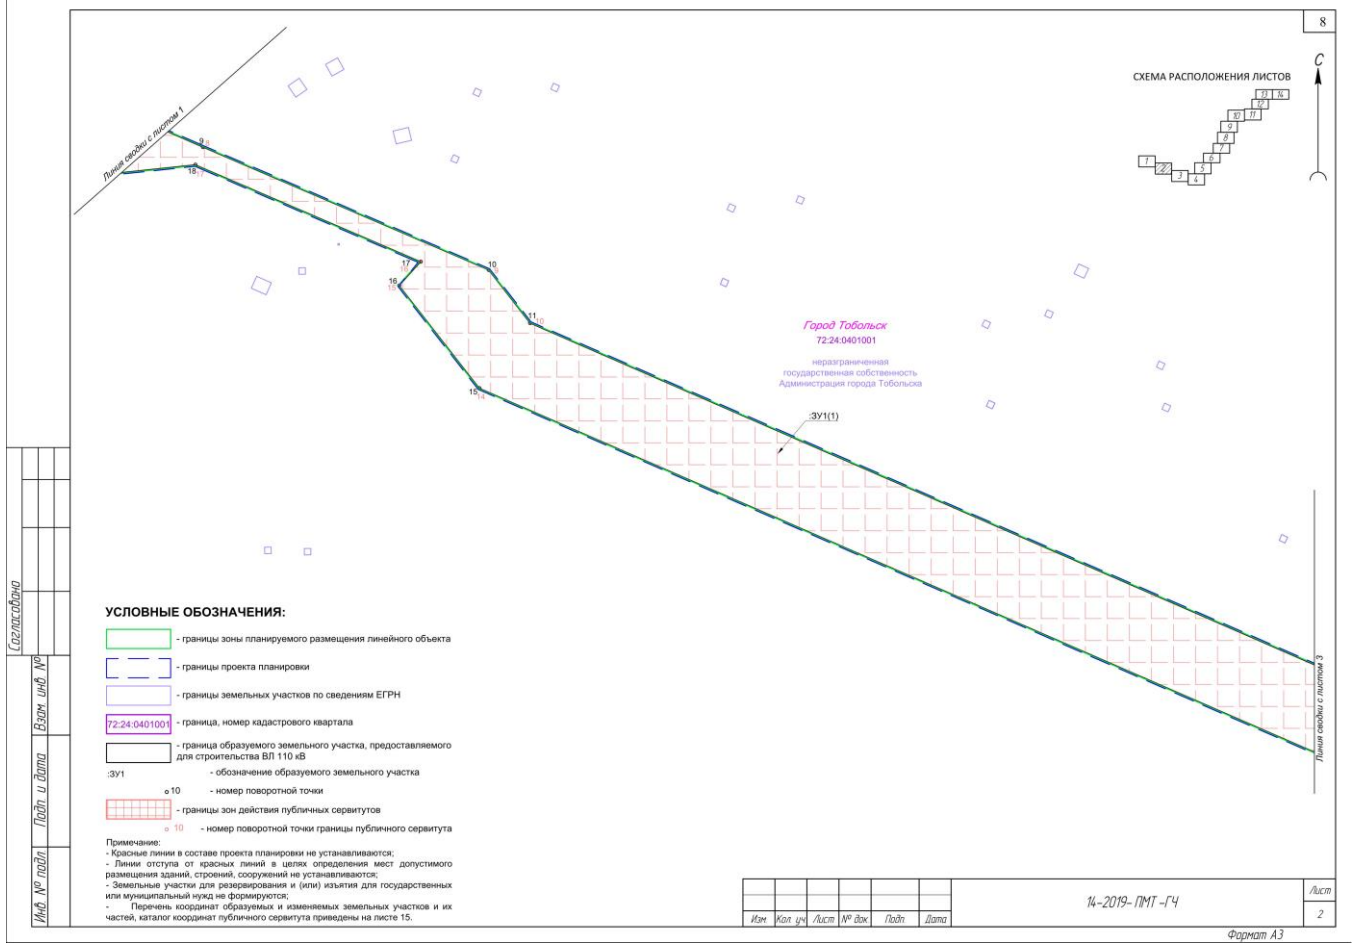 8
С
СХЕМА РАСПОЛОЖЕНИЯ ЛИСТОВ
13 14
12
10 11
9
8
7
6
5
4
3
2
1
Линия сводки с листом 1
9
8
18
17
17
16
16
15
10
9
11
10
15
14
Город Тобольск
72:24:0401001
неразграниченная
государственная собственность
Администрация города Тобольска
:ЗУ1(1)
Линия сводки с листом 3
УСЛОВНЫЕ ОБОЗНАЧЕНИЯ:
- границы зоны планируемого размещения линейного объекта
- границы проекта планировки
- границы земельных участков по сведениям ЕГРН
72:24:0401001 - граница, номер кадастрового квартала
- граница образуемого земельного участка, предоставляемого
для строительства ВЛ 110 кВ
:ЗУ1 - обозначение образуемого земельного участка
10 - номер поворотной точки
- границы зон действия публичных сервитутов
10 - номер поворотной точки границы публичного сервитута
Примечание:
- Красные линии в составе проекта планировки не устанавливаются;
- Линии отступа от красных линий в целях определения мест допустимого
размещения зданий, строений, сооружений не устанавливаются;
- Земельные участки для резервирования и (или) изъятия для государственных
или муниципальный нужд не формируются;
- Перечень координат образуемых и изменяемых земельных участков и их
частей, каталог координат публичного сервитута приведены на листе 15.
Согласовано
Взам. инв №
Подп. и дата
Инв. № подл.
Изм. Кол. уч Лист № док. Подп. Дата
14-2019- ПМТ -ГЧ
Лист
2
Формат А3